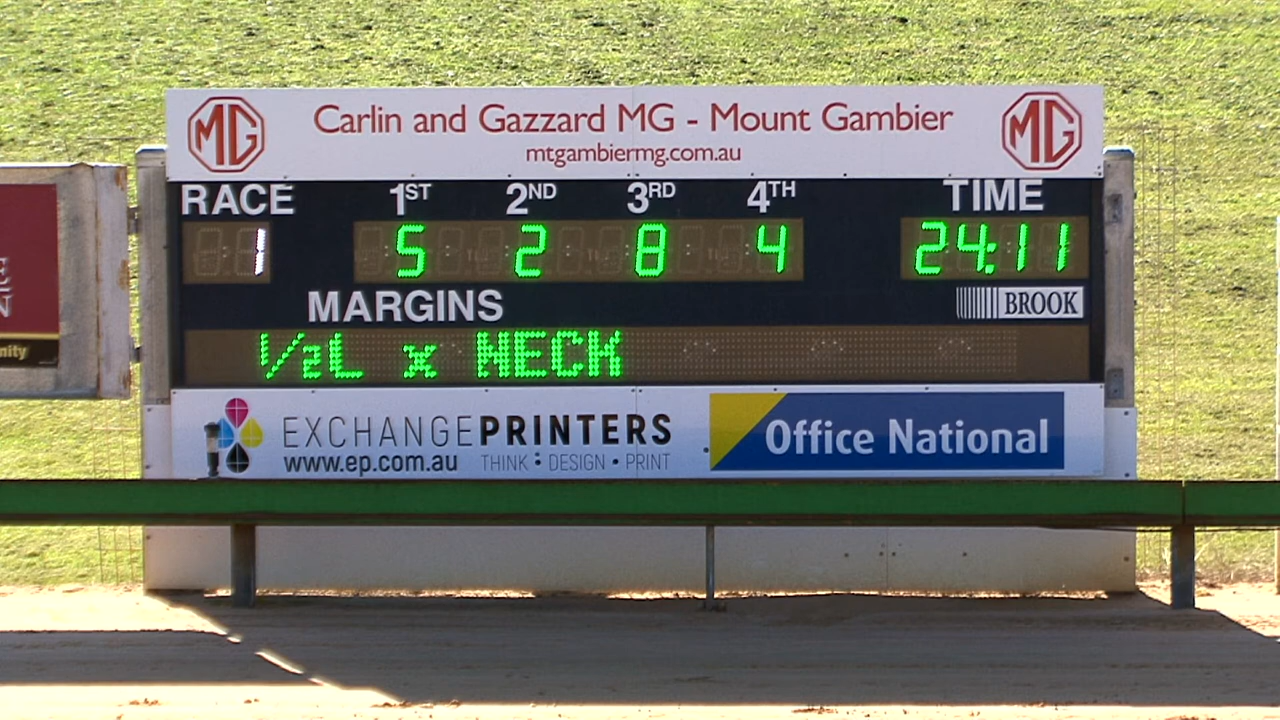 MG Carlin and Gazzard MG - Mount Gambier MG
mtgambiermg.com.au
RACE 1ST 2ND 3RD 4TH TIME
1 5 2 8 4 24:11
MARGINS BROOK
1/2L x NECK
EXCHANGEPRINTERS
www.ep.com.au THINK : DESIGN • PRINT
Office National